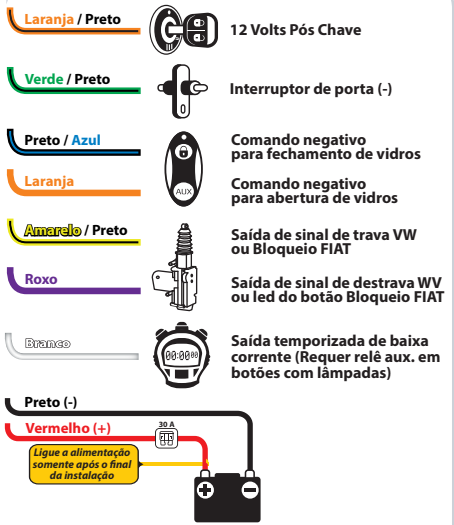 Laranja / Preto
12 Volts Pós Chave
Verde / Preto
Interruptor de porta (-)
Preto / Azul
Comando negativo
para fechamento de vidros
Laranja
Comando negativo
para abertura de vidros
AUX
Amarelo / Preto
Saída de sinal de trava VW
ou Bloqueio FIAT
Roxo
Saída de sinal de destrava WV
ou led do botão Bloqueio FIAT
Branco
00:00⁰⁰
Saída temporizada de baixa
corrente (Requer relê aux. em
botões com lâmpadas)
Preto (-)
Vermelho (+)
30 A
Ligue a alimentação
somente após o final
da instalação
+ −